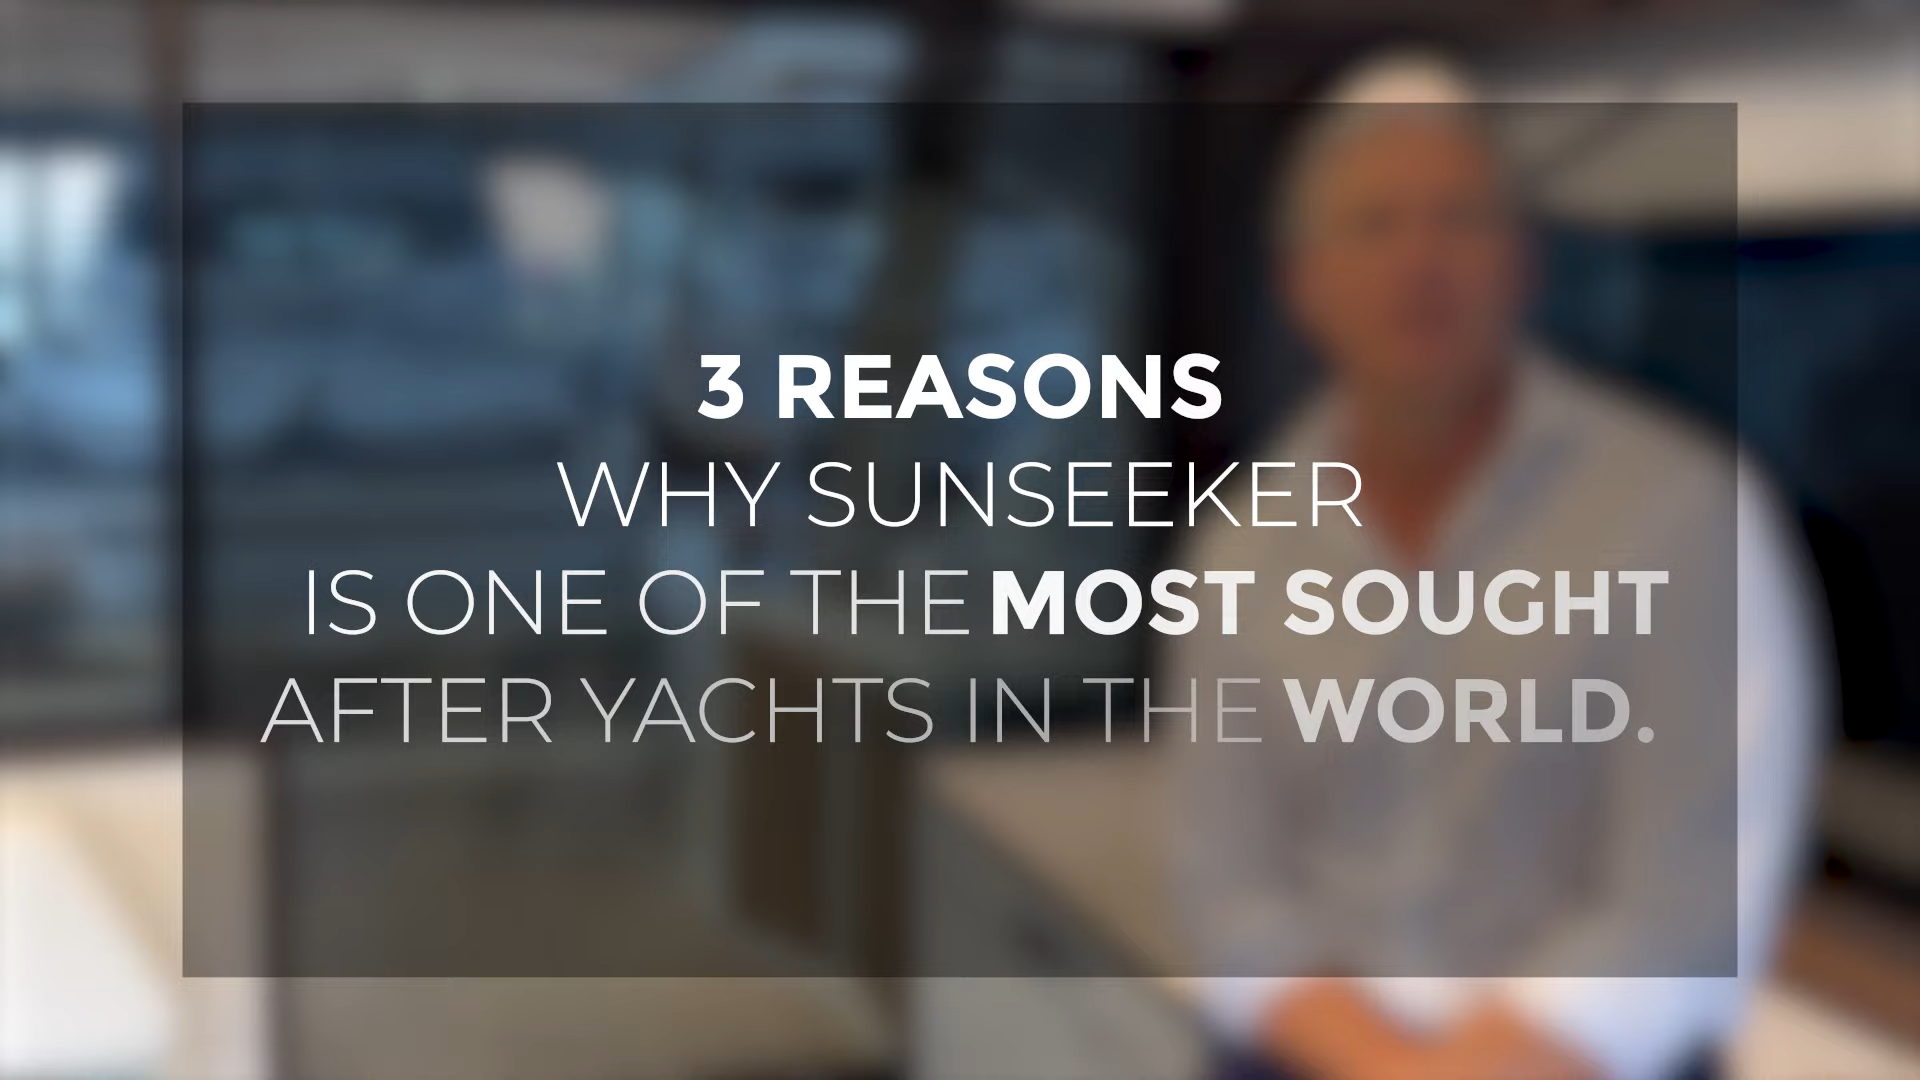 3 REASONS
WHY SUNSEEKER
IS ONE OF THE MOST SOUGHT
AFTER YACHTS IN THE WORLD.